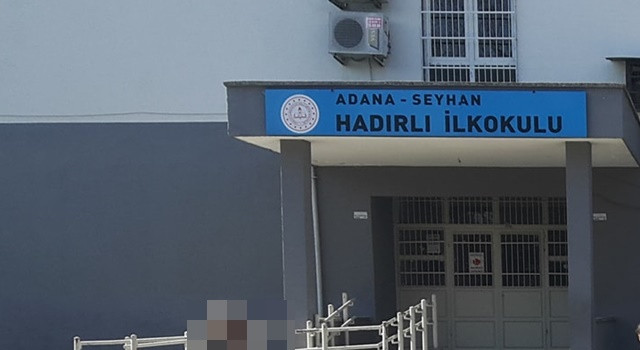 ADANA - SEYHAN
HADIRLI İLKOKULU